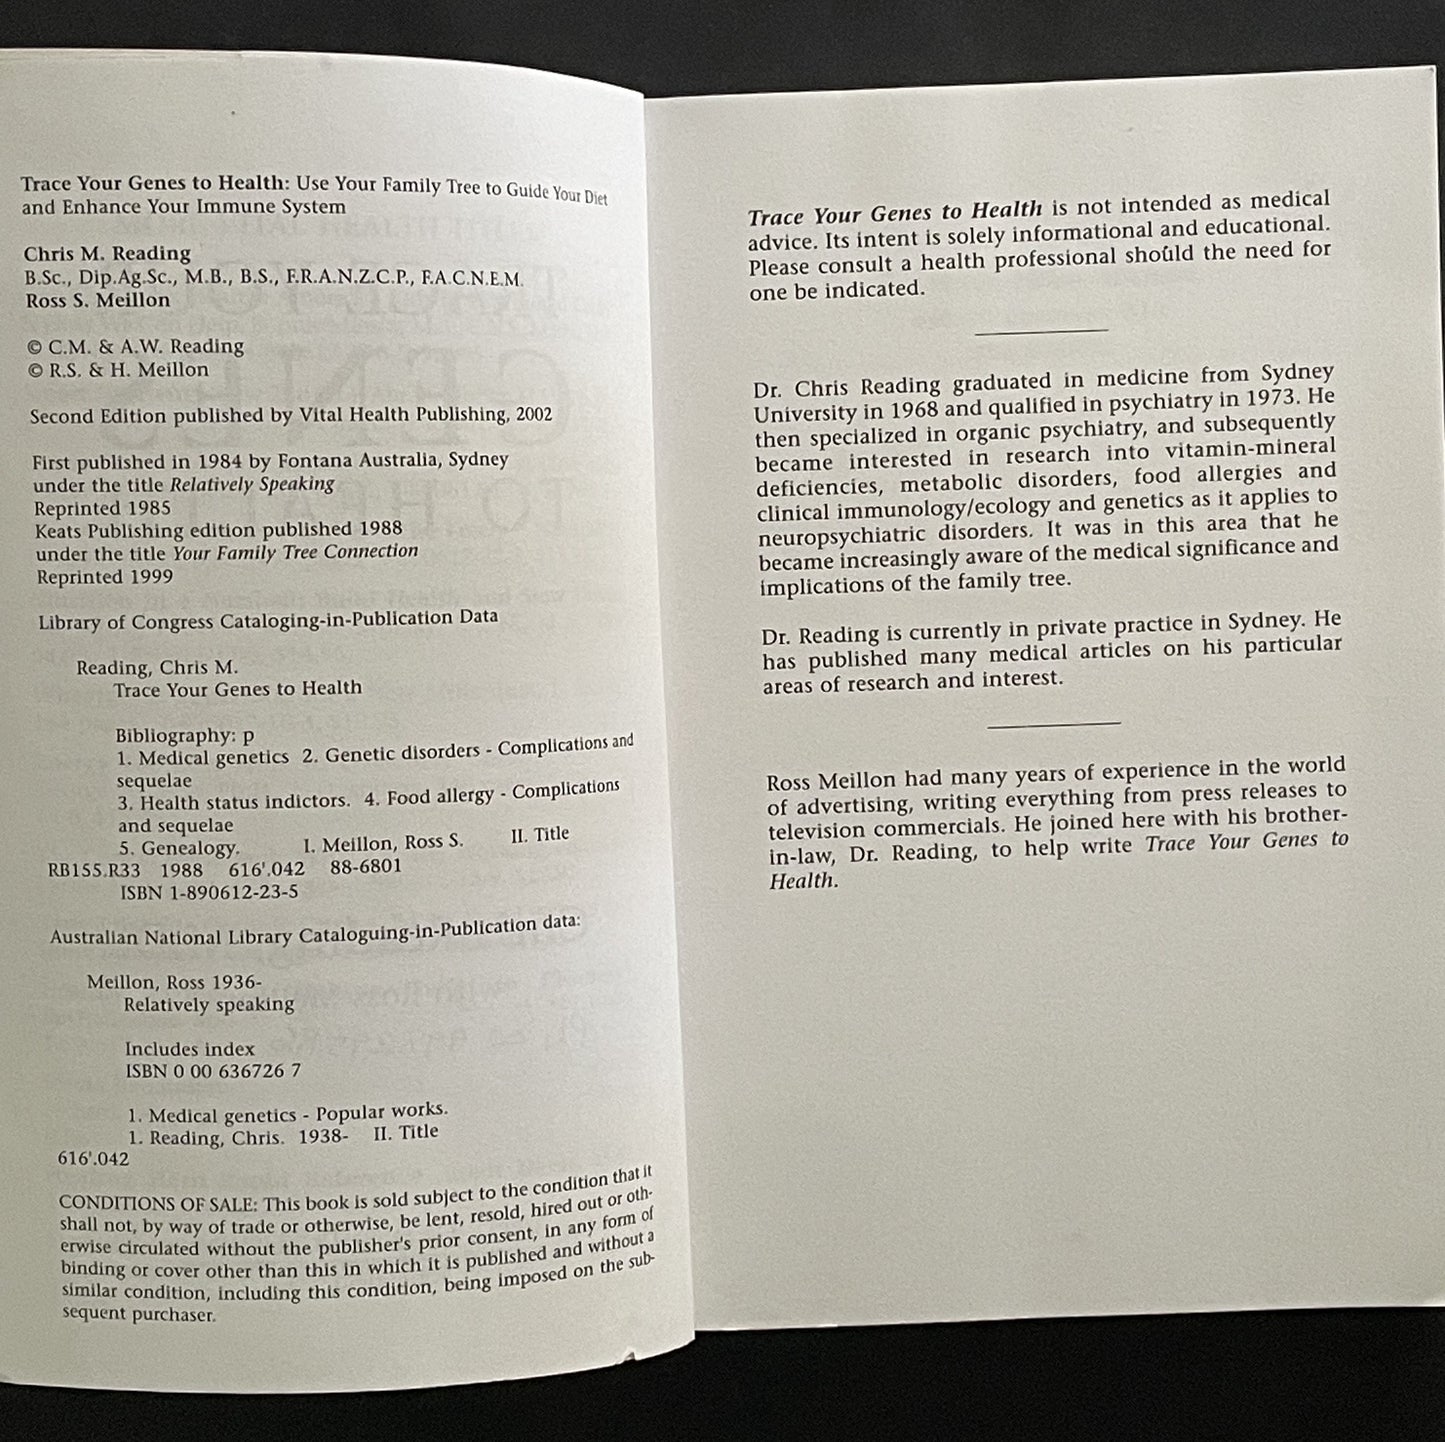 Trace Your Genes to Health: Use Your Family Tree to Guide Your Diet
and Enhance Your Immune System
Chris M. Reading
B.Sc., Dip.Ag.Sc., M.B., B.S., F.R.A.N.Z.C.P., F.A.C.N.E.M.
Ross S. Meillon
© C.M. & A.W. Reading
© R.S. & H. Meillon
Second Edition published by Vital Health Publishing, 2002
First published in 1984 by Fontana Australia, Sydney
under the title Relatively Speaking
Reprinted 1985
Keats Publishing edition published 1988
under the title Your Family Tree Connection
Reprinted 1999
Library of Congress Cataloging-in-Publication Data
Reading, Chris M.
Trace Your Genes to Health
Bibliography: p
1. Medical genetics 2. Genetic disorders - Complications and
sequelae
3. Health status indictors. 4. Food allergy - Complications
and sequelae
5. Genealogy. I. Meillon, Ross S. II. Title
RB155.R33 1988 616'.042 88-6801
ISBN 1-890612-23-5
Australian National Library Cataloguing-in-Publication data:
Meillon, Ross 1936-
Relatively speaking
Includes index
ISBN 0 00 636726 7
1. Medical genetics - Popular works.
1. Reading, Chris. 1938- II. Title
616'.042
CONDITIONS OF SALE: This book is sold subject to the condition that it
shall not, by way of trade or otherwise, be lent, resold, hired out or oth-
erwise circulated without the publisher's prior consent, in any form of
binding or cover other than this in which it is published and without a
similar condition, including this condition, being imposed on the sub-
sequent purchaser.
Trace Your Genes to Health is not intended as medical
advice. Its intent is solely informational and educational.
Please consult a health professional should the need for
one be indicated.
Dr. Chris Reading graduated in medicine from Sydney
University in 1968 and qualified in psychiatry in 1973. He
then specialized in organic psychiatry, and subsequently
became interested in research into vitamin-mineral
deficiencies, metabolic disorders, food allergies and
clinical immunology/ecology and genetics as it applies to
neuropsychiatric disorders. It was in this area that he
became increasingly aware of the medical significance and
implications of the family tree.
Dr. Reading is currently in private practice in Sydney. He
has published many medical articles on his particular
areas of research and interest.
Ross Meillon had many years of experience in the world
of advertising, writing everything from press releases to
television commercials. He joined here with his brother-
in-law, Dr. Reading, to help write Trace Your Genes to
Health.